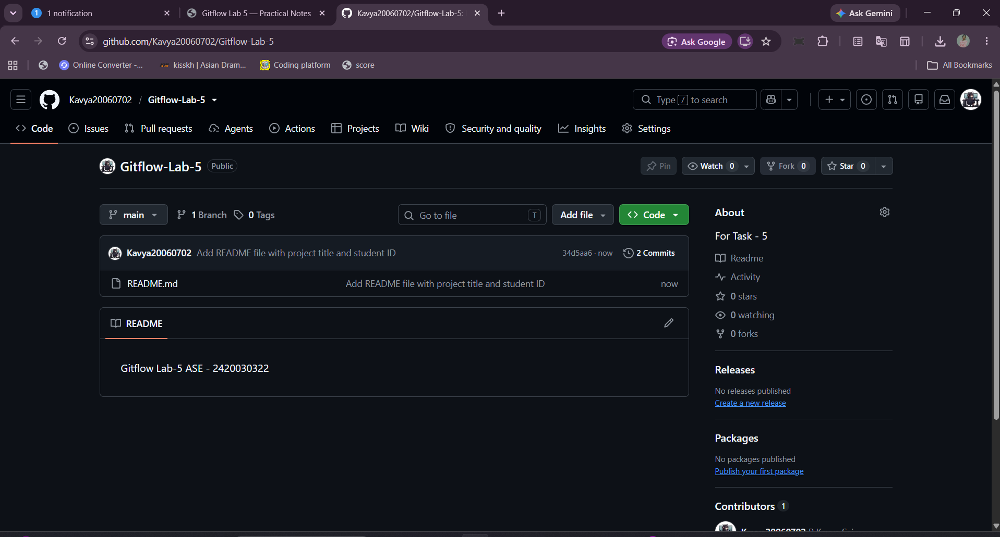 1 notification
Gitflow Lab 5 — Practical Notes
Kavya20060702/Gitflow-Lab-5:
Ask Gemini
github.com/Kavya20060702/Gitflow-Lab-5
Ask Google
Online Converter -...
kisskh | Asian Dram...
Coding platform
score
All Bookmarks
Kavya20060702 / Gitflow-Lab-5
Type / to search
Code
Issues
Pull requests
Agents
Actions
Projects
Wiki
Security and quality
Insights
Settings
Gitflow-Lab-5 Public
Pin
Watch 0
Fork 0
Star 0
main
1 Branch
0 Tags
Go to file T
Add file
Code
Kavya20060702 Add README file with project title and student ID
34d5aa6 · now
2 Commits
README.md
Add README file with project title and student ID
now
README
Gitflow Lab-5 ASE - 2420030322
About
For Task - 5
Readme
Activity
0 stars
0 watching
0 forks
Releases
No releases published
Create a new release
Packages
No packages published
Publish your first package
Contributors 1
Kavya20060702